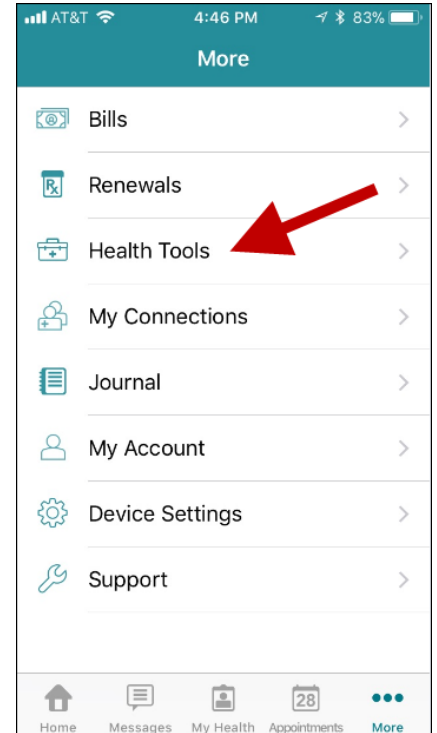 AT&T 4:46 PM 83%
More
Bills
Rx Renewals
Health Tools
My Connections
Journal
My Account
Device Settings
Support
28
Home Messages My Health Appointments More